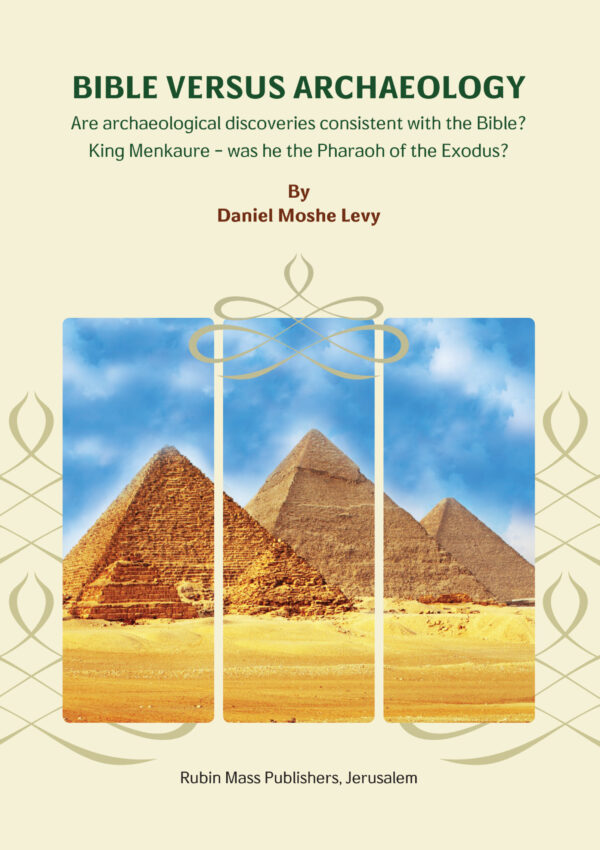 BIBLE VERSUS ARCHAEOLOGY
Are archaeological discoveries consistent with the Bible?
King Menkaure – was he the Pharaoh of the Exodus?
By
Daniel Moshe Levy
Rubin Mass Publishers, Jerusalem